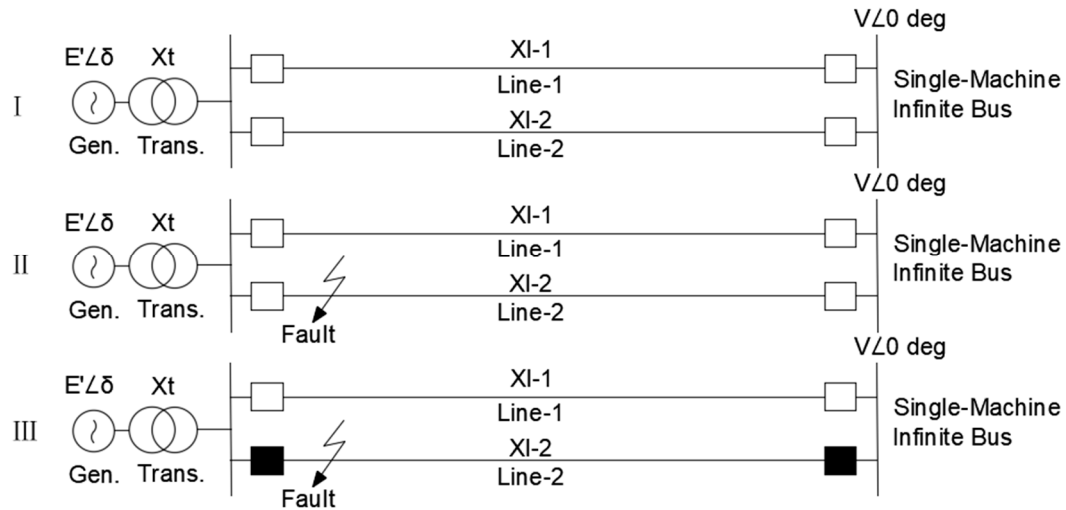 V∠0 deg
E'∠δ Xt Xl-1 Single-Machine
I Line-1 Infinite Bus
Xl-2
Gen. Trans. Line-2
V∠0 deg
E'∠δ Xt Xl-1 Single-Machine
II Line-1 Infinite Bus
Xl-2
Gen. Trans. Line-2
Fault
V∠0 deg
E'∠δ Xt Xl-1 Single-Machine
III Line-1 Infinite Bus
Xl-2
Gen. Trans. Line-2
Fault